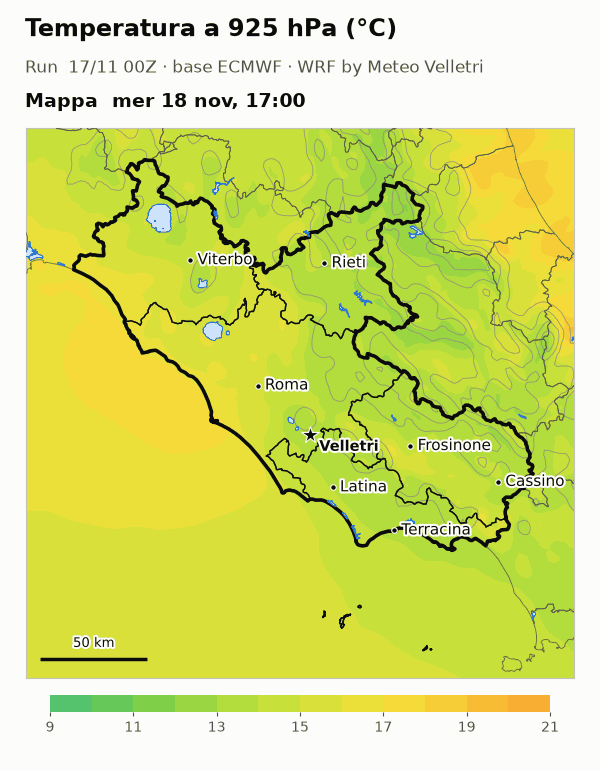 Temperatura a 925 hPa (°C)
Run  17/11 00Z · base ECMWF · WRF by Meteo Velletri
Mappa  mer 18 nov, 17:00
Viterbo
Rieti
Roma
Velletri
Frosinone
Latina
Cassino
Terracina
50 km
9 11 13 15 17 19 21